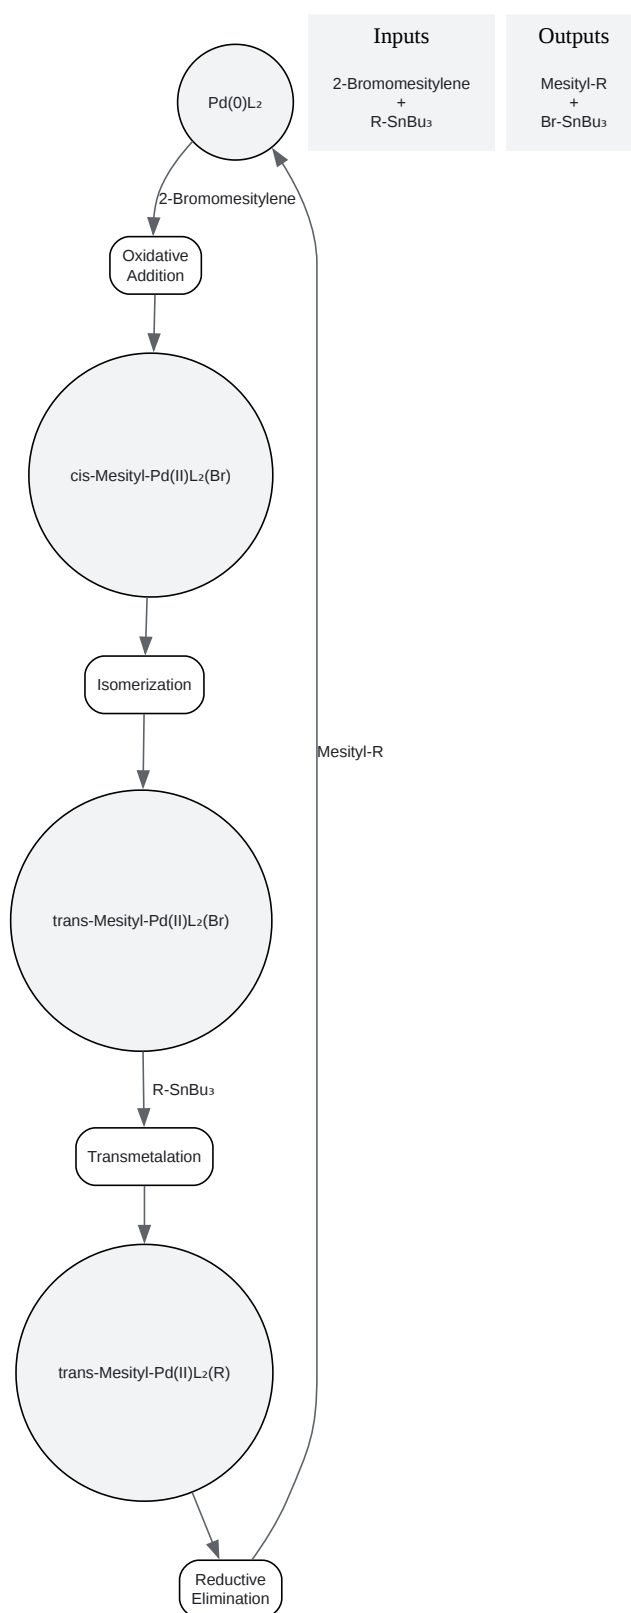 Inputs
Outputs
Pd(0)L₂
2-Bromomesitylene
+
R-SnBu₃
Mesityl-R
+
Br-SnBu₃
2-Bromomesitylene
Oxidative
Addition
cis-Mesityl-Pd(II)L₂(Br)
Isomerization
Mesityl-R
trans-Mesityl-Pd(II)L₂(Br)
R-SnBu₃
Transmetalation
trans-Mesityl-Pd(II)L₂(R)
Reductive
Elimination